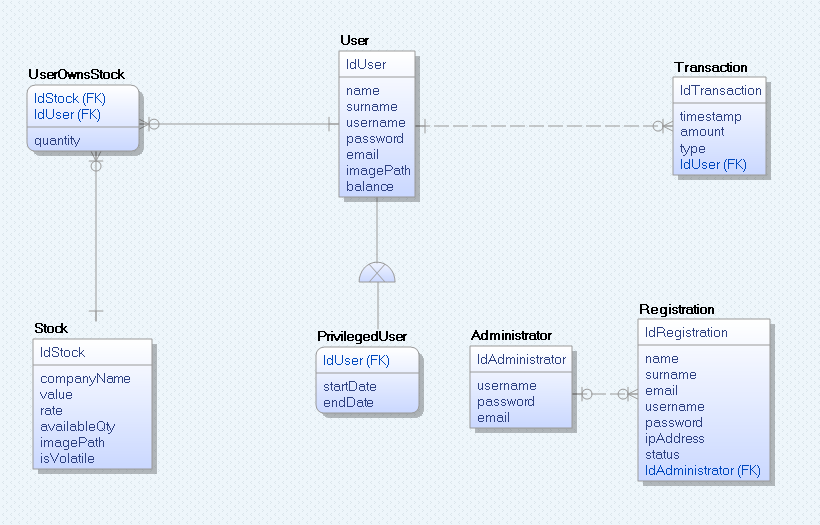 User
IdUser
name
surname
username
password
email
imagePath
balance
UserOwnsStock
IdStock (FK)
IdUser (FK)
quantity
Transaction
IdTransaction
timestamp
amount
type
IdUser (FK)
Stock
IdStock
companyName
value
rate
availableQty
imagePath
isVolatile
PrivilegedUser
IdUser (FK)
startDate
endDate
Administrator
IdAdministrator
username
password
email
Registration
IdRegistration
name
surname
email
username
password
ipAddress
status
IdAdministrator (FK)